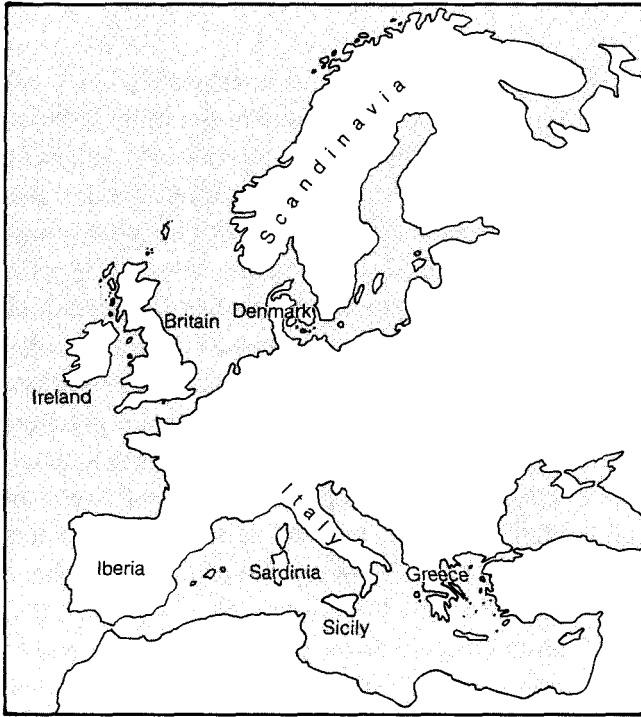 Scandinavia
Britain
Denmark
Ireland
Italy
Iberia
Sardinia
Greece
Sicily